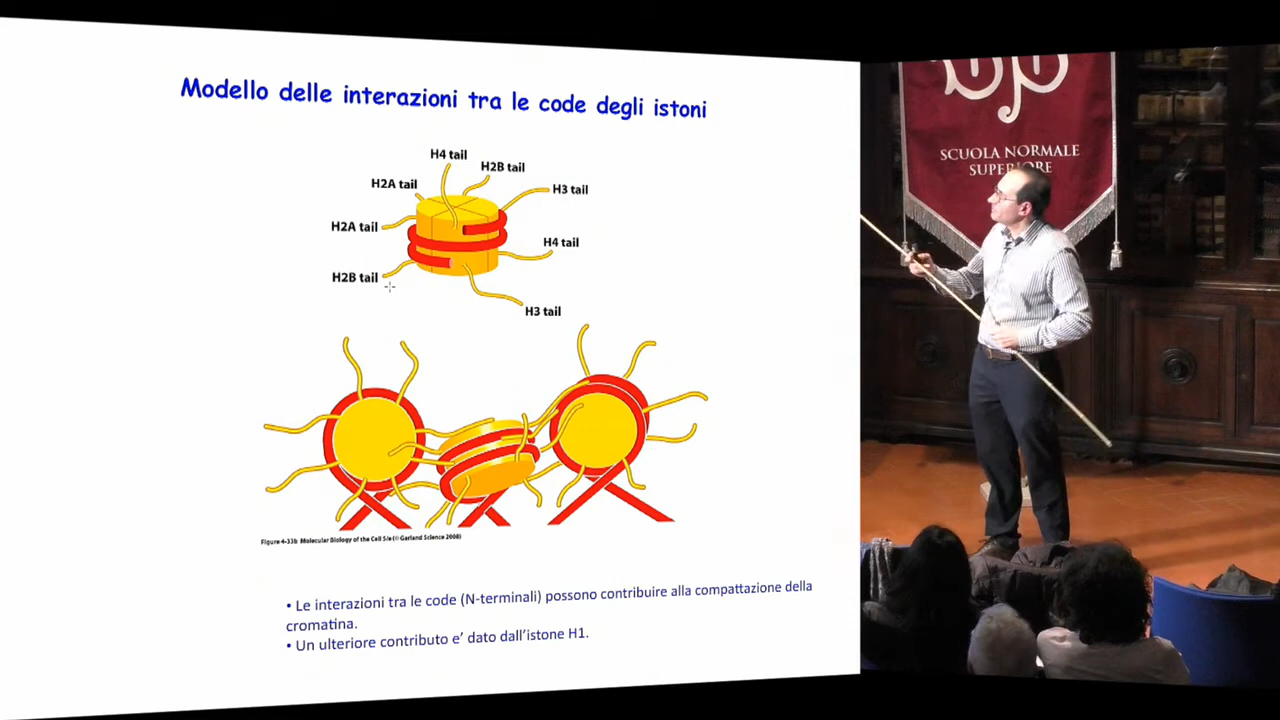 Modello delle interazioni tra le code degli istoni
H4 tail
H2B tail
H2A tail
H3 tail
H2A tail
H4 tail
H2B tail
H3 tail
Figure 4-33b Molecular Biology of the Cell 5/e (© Garland Science 2008)
• Le interazioni tra le code (N-terminali) possono contribuire alla compattazione della
cromatina.
• Un ulteriore contributo e' dato dall'istone H1.
SCUOLA NORMALE
SUPERIORE